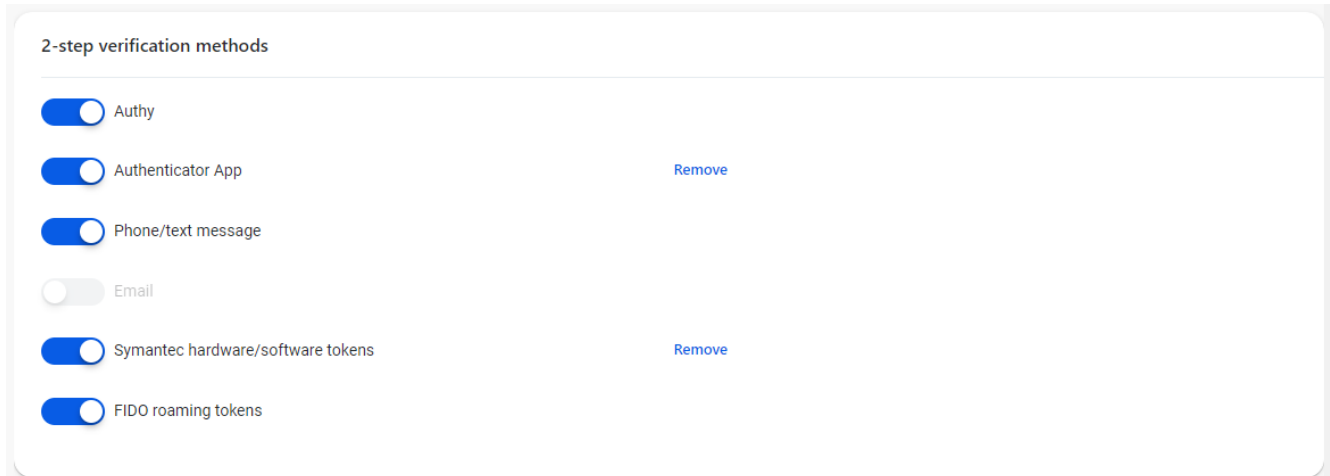 2-step verification methods
Authy
Authenticator App Remove
Phone/text message
Email
Symantec hardware/software tokens Remove
FIDO roaming tokens